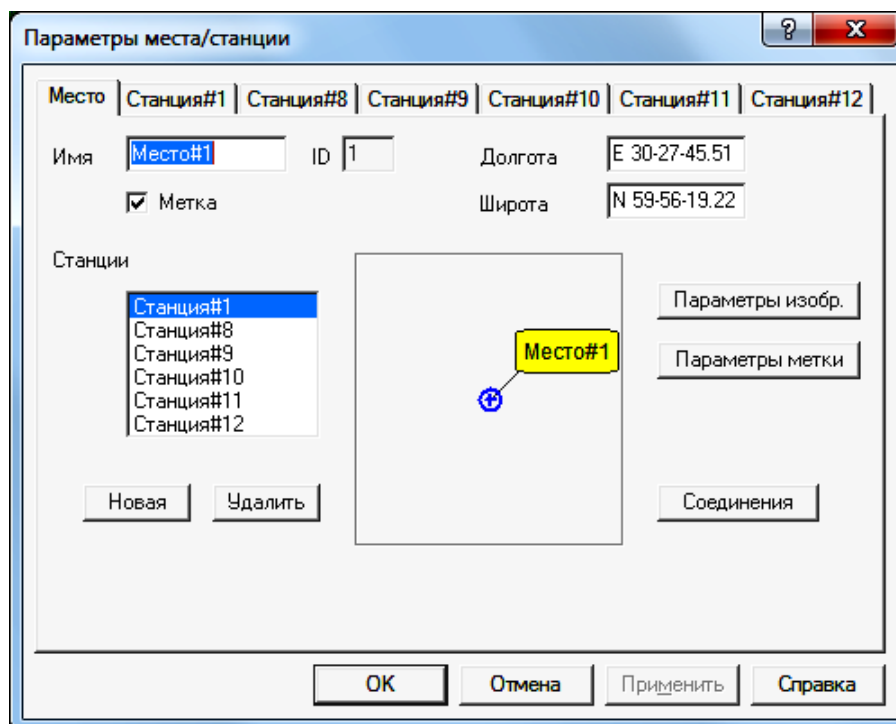 Параметры места/станции
Место Станция#1 Станция#8 Станция#9 Станция#10 Станция#11 Станция#12
Имя Место#1 ID 1 Долгота E 30-27-45.51
Метка Широта N 59-56-19.22
Станции
Станция#1
Станция#8
Станция#9
Станция#10
Станция#11
Станция#12
Место#1
Параметры изобр.
Параметры метки
Новая Удалить Соединения
OK Отмена Применить Справка